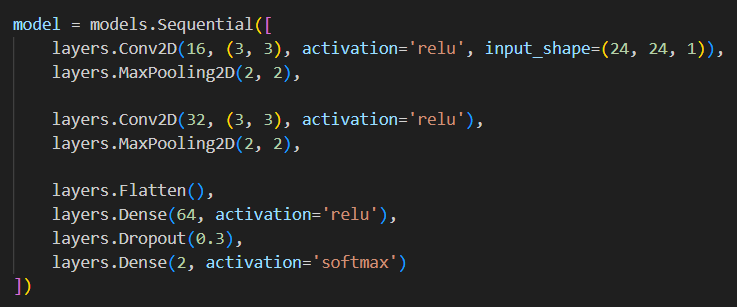 model = models.Sequential([
    layers.Conv2D(16, (3, 3), activation='relu', input_shape=(24, 24, 1)),
    layers.MaxPooling2D(2, 2),

    layers.Conv2D(32, (3, 3), activation='relu'),
    layers.MaxPooling2D(2, 2),

    layers.Flatten(),
    layers.Dense(64, activation='relu'),
    layers.Dropout(0.3),
    layers.Dense(2, activation='softmax')
])